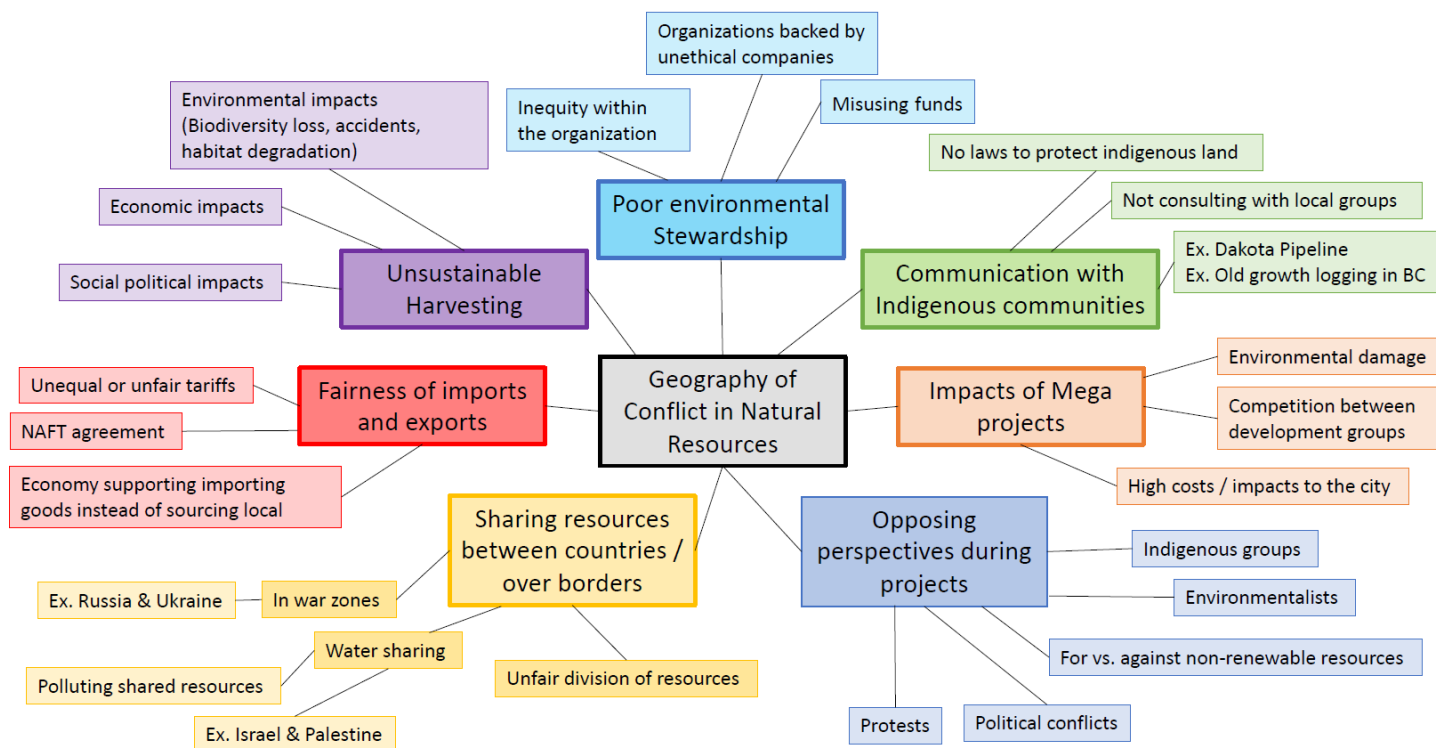 Organizations backed by
unethical companies
Environmental impacts
(Biodiversity loss, accidents,
habitat degradation)
Inequity within
the organization
Misusing funds
No laws to protect indigenous land
Economic impacts
Poor environmental
Stewardship
Not consulting with local groups
Social political impacts
Unsustainable
Harvesting
Communication with
Indigenous communities
Ex. Dakota Pipeline
Ex. Old growth logging in BC
Unequal or unfair tariffs
NAFT agreement
Economy supporting importing
goods instead of sourcing local
Fairness of imports
and exports
Geography of
Conflict in Natural
Resources
Impacts of Mega
projects
Environmental damage
Competition between
development groups
High costs / impacts to the city
Sharing resources
between countries /
over borders
Opposing
perspectives during
projects
Indigenous groups
Environmentalists
For vs. against non-renewable resources
Political conflicts
Protests
Ex. Russia & Ukraine
In war zones
Water sharing
Polluting shared resources
Ex. Israel & Palestine
Unfair division of resources